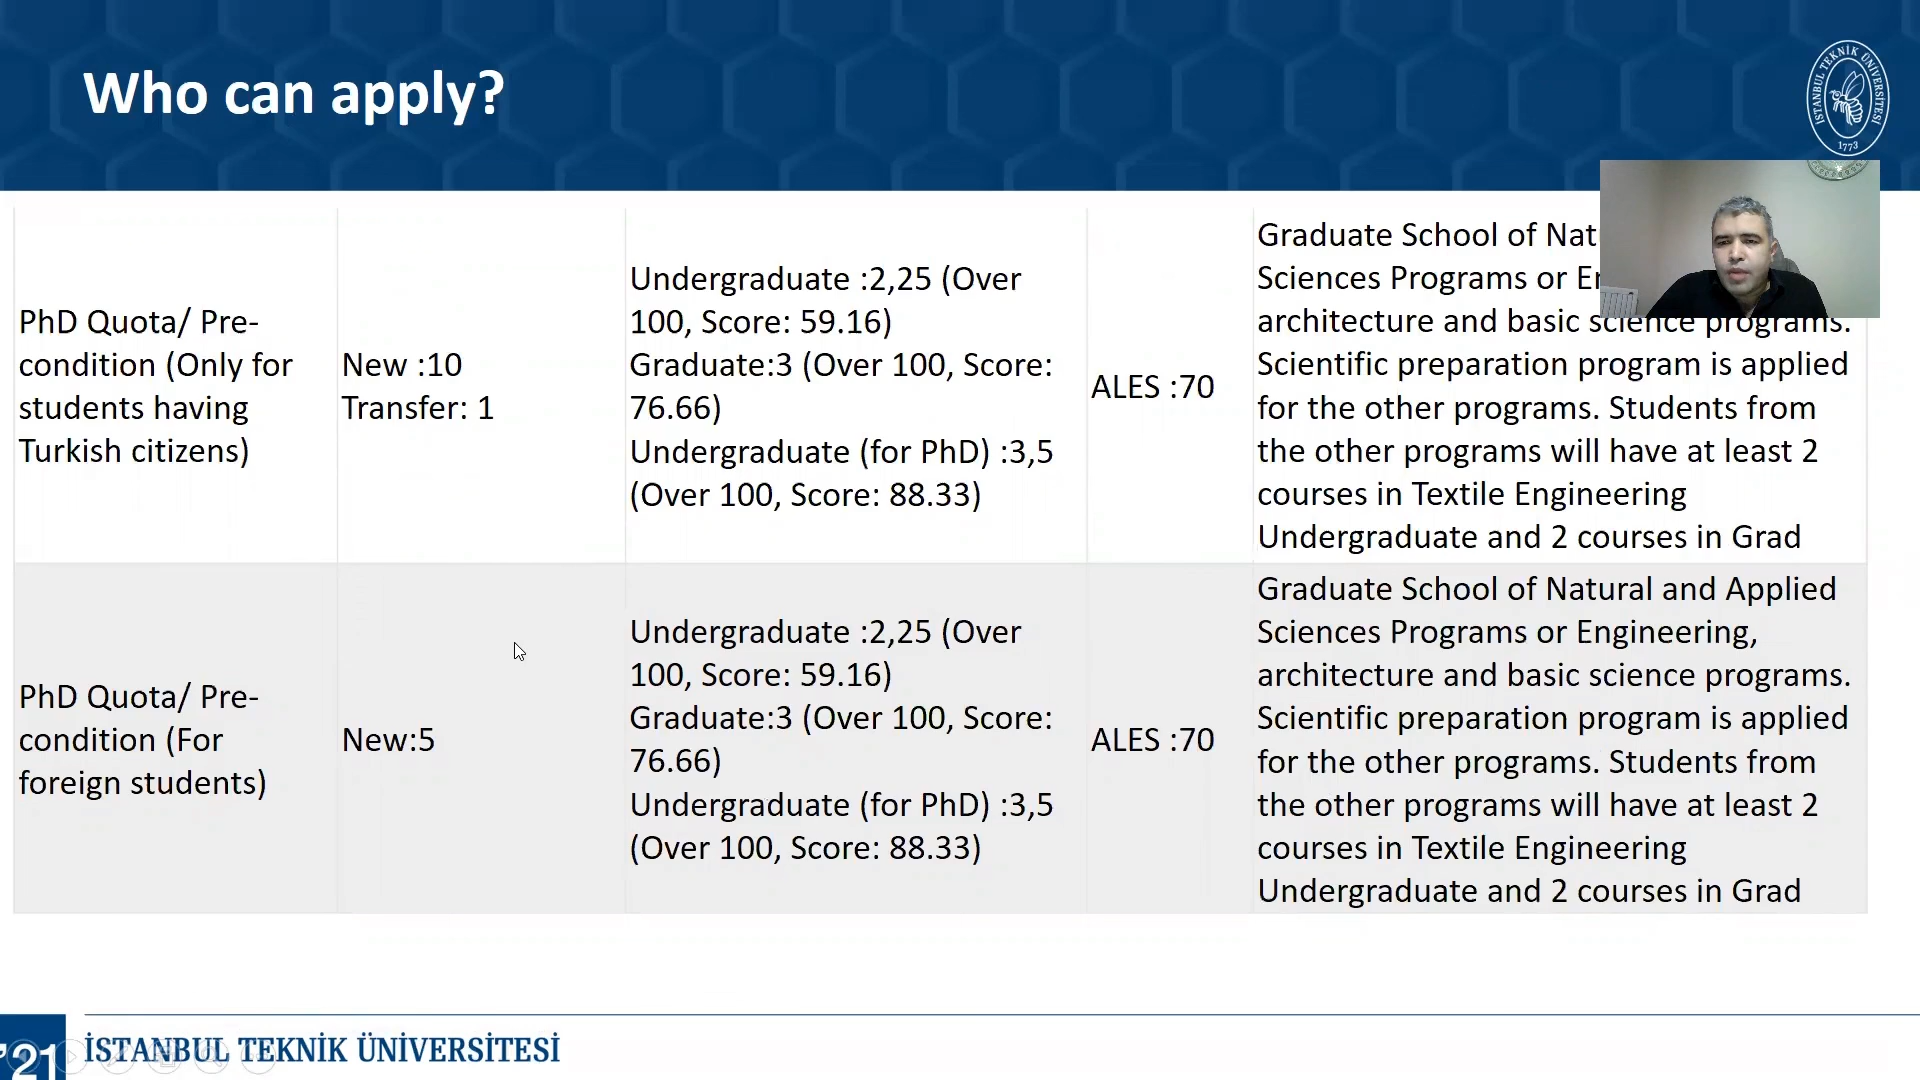 Who can apply?
İSTANBUL TEKNİK ÜNİVERSİTESİ
1773
PhD Quota/ Pre-
condition (Only for
students having
Turkish citizens)
New :10
Transfer: 1
Undergraduate :2,25 (Over
100, Score: 59.16)
Graduate:3 (Over 100, Score:
76.66)
Undergraduate (for PhD) :3,5
(Over 100, Score: 88.33)
ALES :70
Graduate School of
Sciences Programs or
architecture and basic science programs.
Scientific preparation program is applied
for the other programs. Students from
the other programs will have at least 2
courses in Textile Engineering
Undergraduate and 2 courses in Grad
PhD Quota/ Pre-
condition (For
foreign students)
New:5
Undergraduate :2,25 (Over
100, Score: 59.16)
Graduate:3 (Over 100, Score:
76.66)
Undergraduate (for PhD) :3,5
(Over 100, Score: 88.33)
ALES :70
Graduate School of Natural and Applied
Sciences Programs or Engineering,
architecture and basic science programs.
Scientific preparation program is applied
for the other programs. Students from
the other programs will have at least 2
courses in Textile Engineering
Undergraduate and 2 courses in Grad
'21
İSTANBUL TEKNİK ÜNİVERSİTESİ